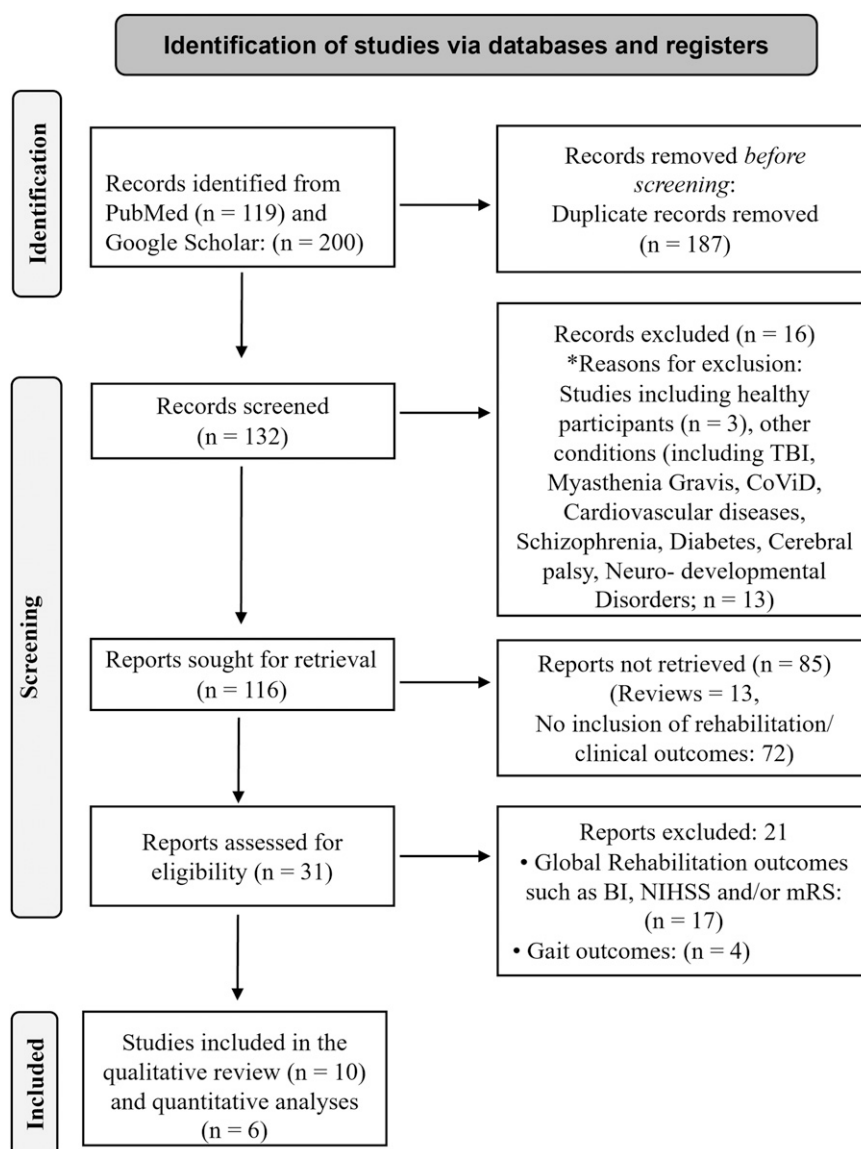 Identification of studies via databases and registers
Identification
Records identified from
PubMed (n = 119) and
Google Scholar: (n = 200)
Records removed before
screening:
Duplicate records removed
(n = 187)
Screening
Records screened
(n = 132)
Records excluded (n = 16)
*Reasons for exclusion:
Studies including healthy
participants (n = 3), other
conditions (including TBI,
Myasthenia Gravis, CoViD,
Cardiovascular diseases,
Schizophrenia, Diabetes, Cerebral
palsy, Neuro- developmental
Disorders; n = 13)
Reports sought for retrieval
(n = 116)
Reports not retrieved (n = 85)
(Reviews = 13,
No inclusion of rehabilitation/
clinical outcomes: 72)
Reports assessed for
eligibility (n = 31)
Reports excluded: 21
• Global Rehabilitation outcomes
such as BI, NIHSS and/or mRS:
(n = 17)
• Gait outcomes: (n = 4)
Included
Studies included in the
qualitative review (n = 10)
and quantitative analyses
(n = 6)